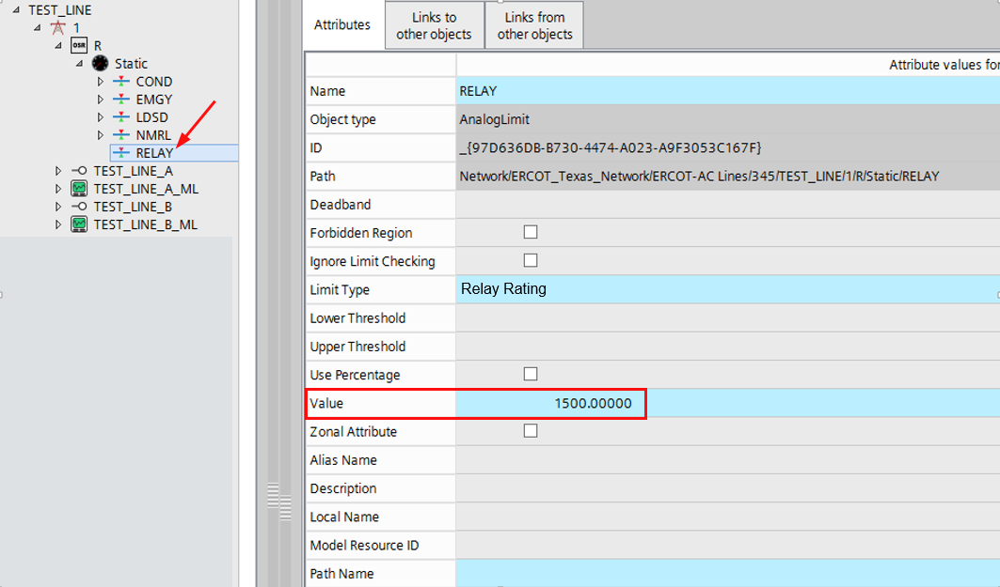 TEST_LINE
1
OSR R
Static
COND
EMGY
LDSD
NMRL
RELAY
TEST_LINE_A
TEST_LINE_A_ML
TEST_LINE_B
TEST_LINE_B_ML
Attributes
Links to
other objects
Links from
other objects
Attribute values for
Name RELAY
Object type AnalogLimit
ID _{97D636DB-B730-4474-A023-A9F3053C167F}
Path Network/ERCOT_Texas_Network/ERCOT-AC Lines/345/TEST_LINE/1/R/Static/RELAY
Deadband
Forbidden Region
Ignore Limit Checking
Limit Type Relay Rating
Lower Threshold
Upper Threshold
Use Percentage
Value 1500.00000
Zonal Attribute
Alias Name
Description
Local Name
Model Resource ID
Path Name